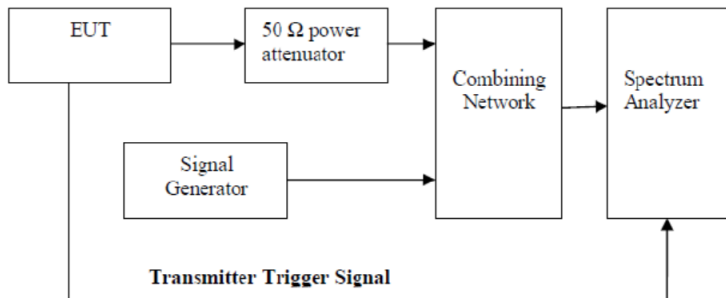 EUT
50 Ω power
attenuator
Combining
Network
Spectrum
Analyzer
Signal
Generator
Transmitter Trigger Signal